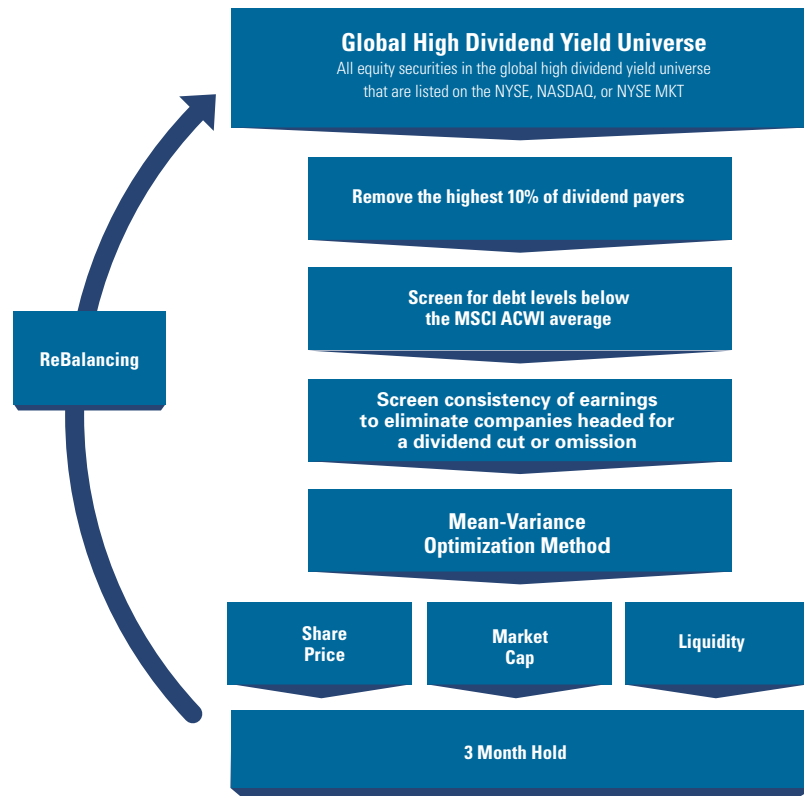 Global High Dividend Yield Universe
All equity securities in the global high dividend yield universe
that are listed on the NYSE, NASDAQ, or NYSE MKT
Remove the highest 10% of dividend payers
Screen for debt levels below
the MSCI ACWI average
ReBalancing
Screen consistency of earnings
to eliminate companies headed for
a dividend cut or omission
Mean-Variance
Optimization Method
Share
Price
Market
Cap
Liquidity
3 Month Hold